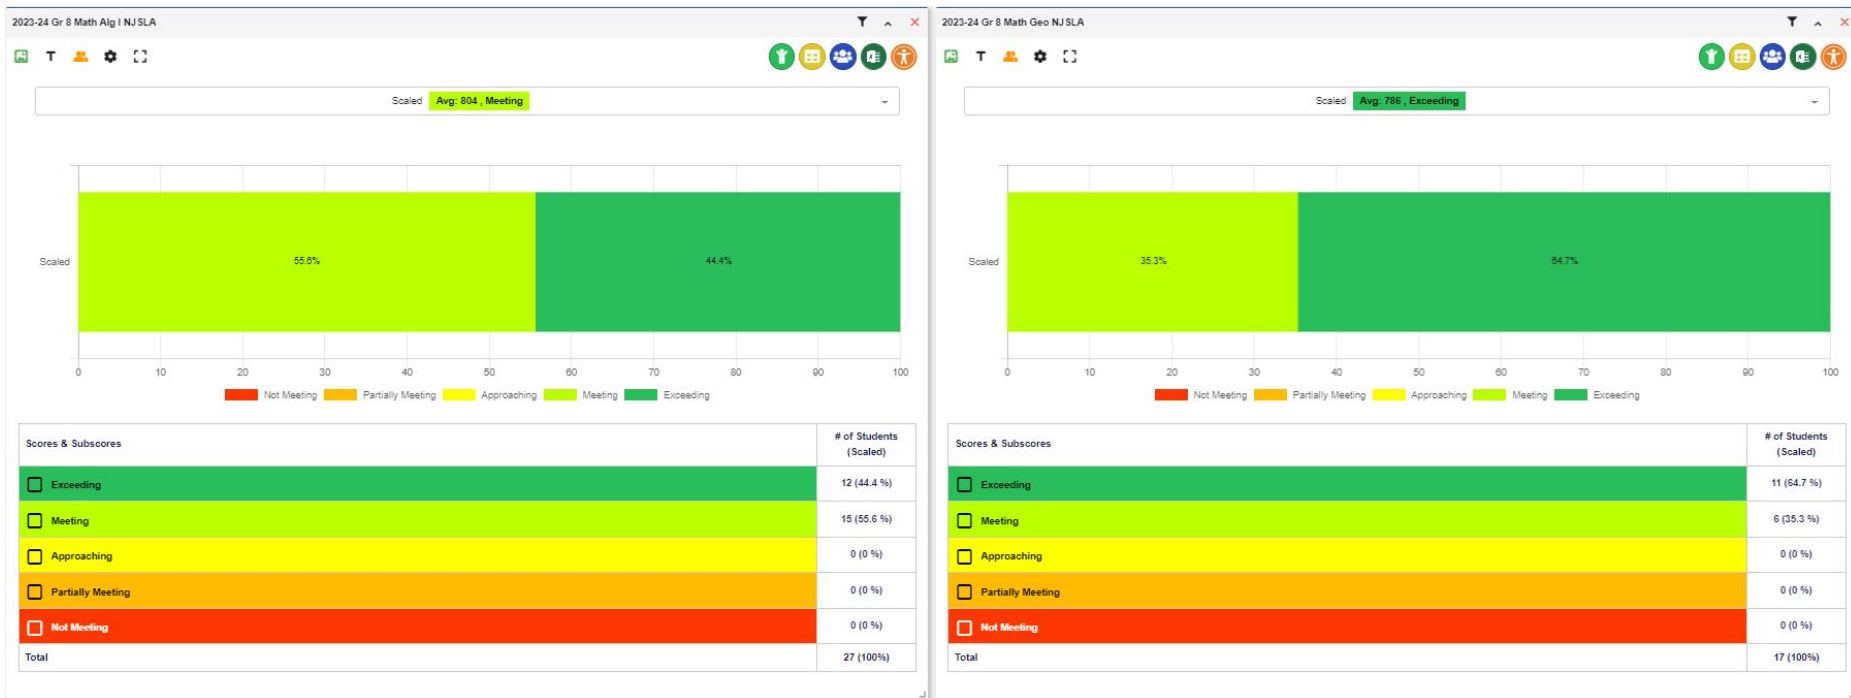 2023-24 Gr 8 Math Alg I NJSLA
T
Scaled Avg: 804 , Meeting
Scaled
55.6%
44.4%
0 10 20 30 40 50 60 70 80 90 100
Not Meeting Partially Meeting Approaching Meeting Exceeding
Scores & Subscores # of Students (Scaled)
Exceeding 12 (44.4 %)
Meeting 15 (55.6 %)
Approaching 0 (0 %)
Partially Meeting 0 (0 %)
Not Meeting 0 (0 %)
Total 27 (100%)
2023-24 Gr 8 Math Geo NJSLA
T
Scaled Avg: 786 , Exceeding
Scaled
35.3%
64.7%
0 10 20 30 40 50 60 70 80 90 100
Not Meeting Partially Meeting Approaching Meeting Exceeding
Scores & Subscores # of Students (Scaled)
Exceeding 11 (64.7 %)
Meeting 6 (35.3 %)
Approaching 0 (0 %)
Partially Meeting 0 (0 %)
Not Meeting 0 (0 %)
Total 17 (100%)